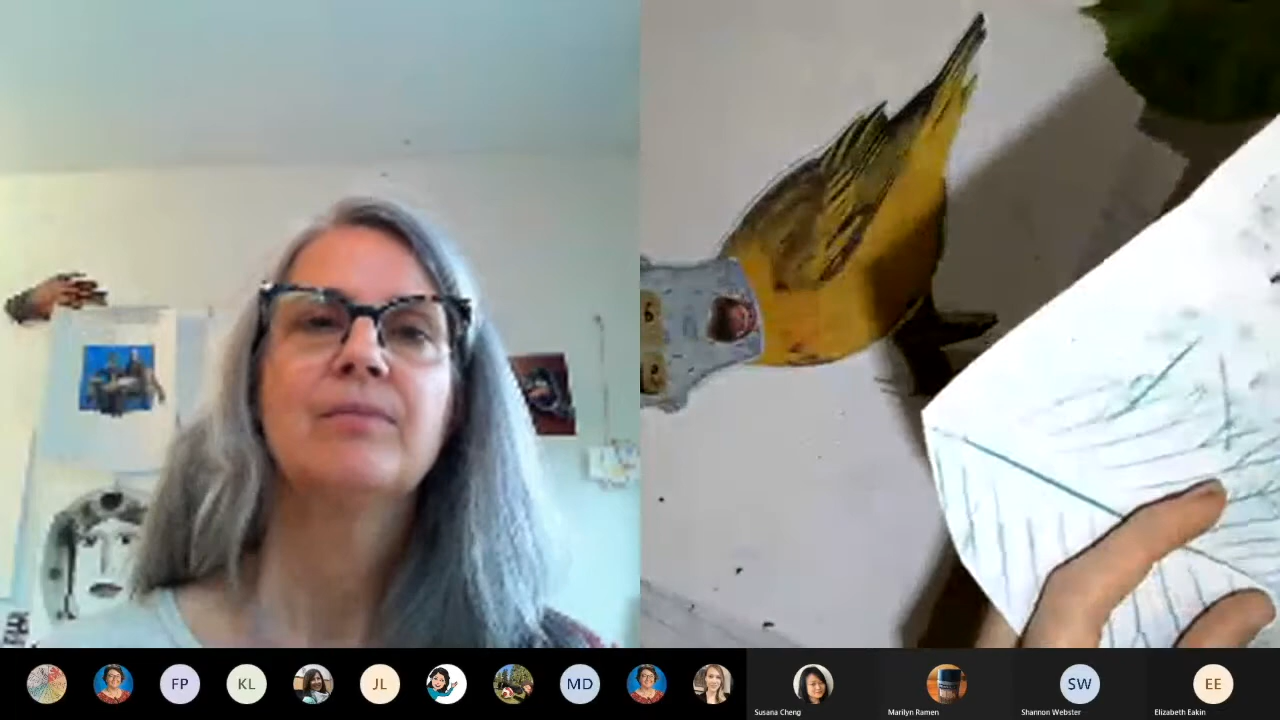 FP
KL
JL
MD
SW
EE
Susana Cheng
Marilyn Ramen
Shannon Webster
Elizabeth Eakin